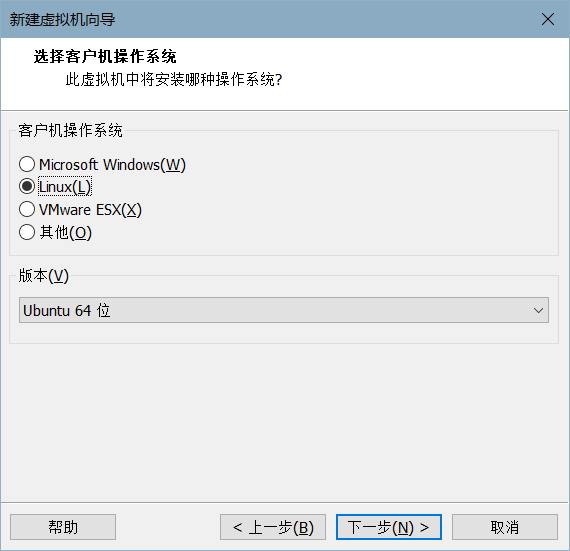 新建虚拟机向导
选择客户机操作系统
此虚拟机中将安装哪种操作系统?
客户机操作系统
Microsoft Windows(W)
Linux(L)
VMware ESX(X)
其他(O)
版本(V)
Ubuntu 64 位
帮助
< 上一步(B)
下一步(N) >
取消